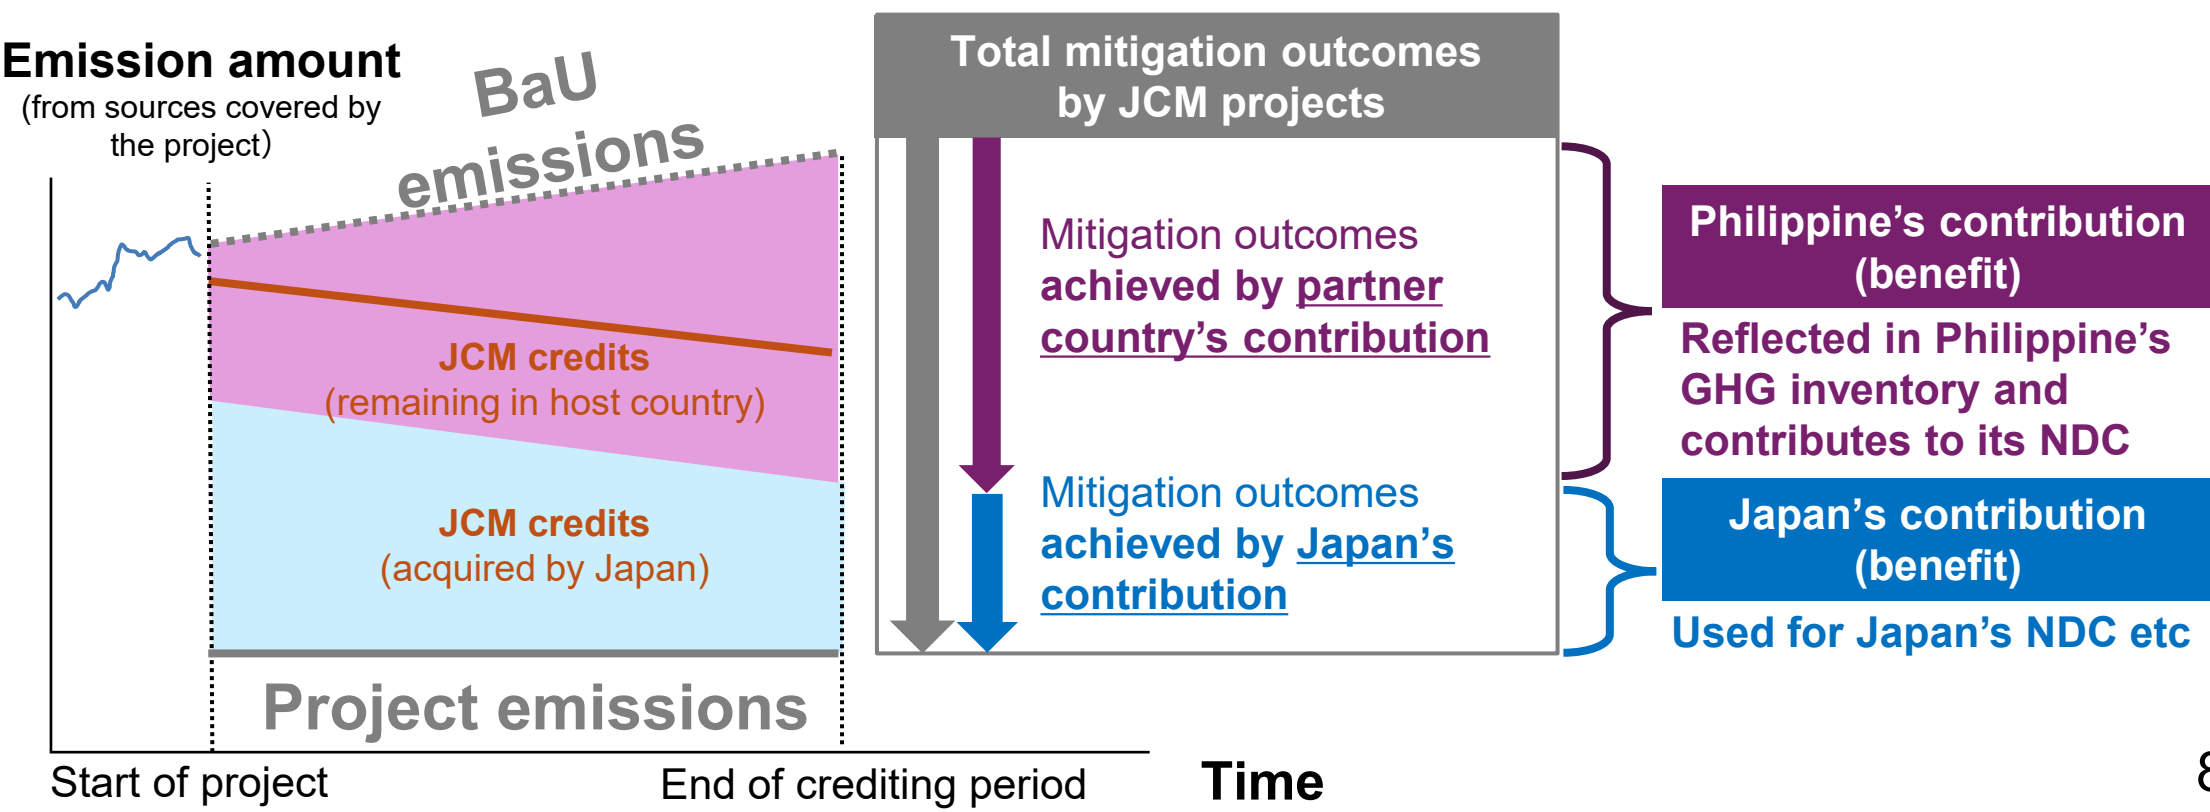 Emission amount
(from sources covered by
the project)
BaU
emissions
JCM credits
(remaining in host country)
JCM credits
(acquired by Japan)
Project emissions
Start of project
End of crediting period
Time
Total mitigation outcomes
by JCM projects
Mitigation outcomes
achieved by partner
country’s contribution
Mitigation outcomes
achieved by Japan’s
contribution
Philippine’s contribution
(benefit)
Reflected in Philippine’s
GHG inventory and
contributes to its NDC
Japan’s contribution
(benefit)
Used for Japan’s NDC etc